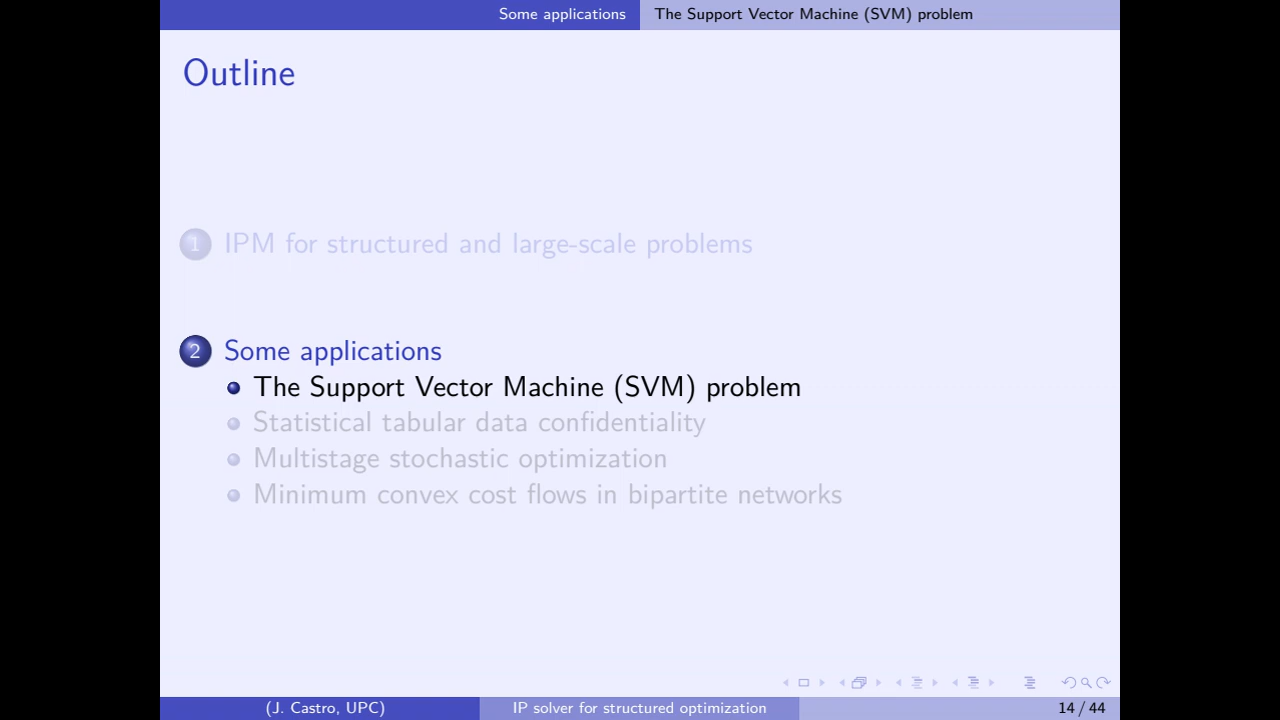 Some applications The Support Vector Machine (SVM) problem
Outline
1 IPM for structured and large-scale problems
2 Some applications
The Support Vector Machine (SVM) problem
Statistical tabular data confidentiality
Multistage stochastic optimization
Minimum convex cost flows in bipartite networks
(J. Castro, UPC) IP solver for structured optimization 14 / 44